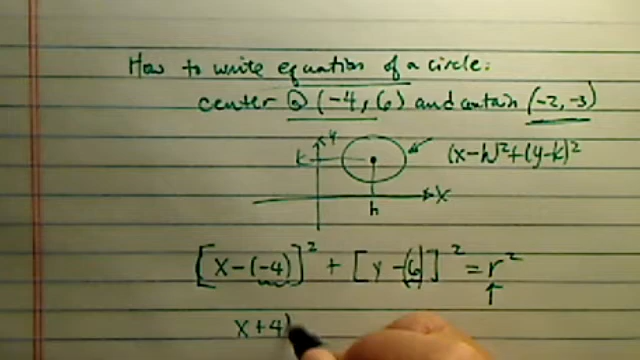 How to write equation of a circle:
center @ (-4, 6) and contain (-2, -3)
y
k
(x-h)²+(y-k)²
x
h
[x-(-4)]² + [y-(6)]² = r²
x+4)